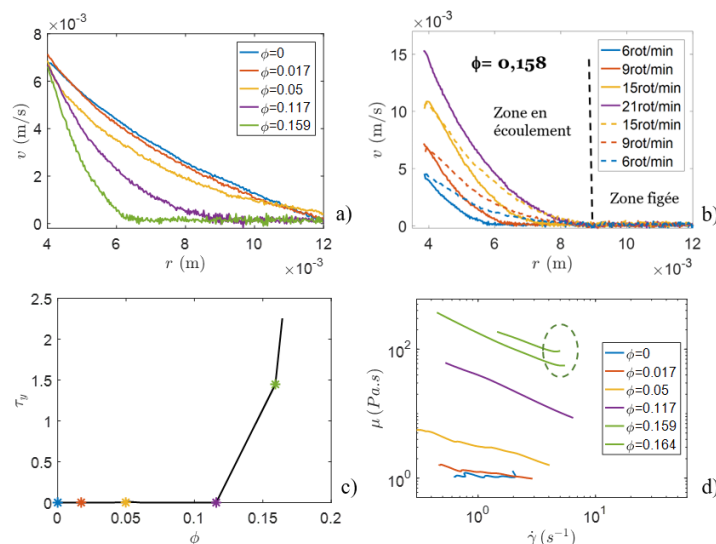 ×10⁻³
8
6
4
2
0
v (m/s)
4
6
8
10
12
r (m)
×10⁻³
ϕ=0
ϕ=0.017
ϕ=0.05
ϕ=0.117
ϕ=0.159
a)
×10⁻³
15
10
5
0
v (m/s)
4
6
8
10
12
r (m)
×10⁻³
ϕ= 0,158
Zone en
écoulement
Zone figée
6rot/min
9rot/min
15rot/min
21rot/min
15rot/min
9rot/min
6rot/min
b)
2.5
2
1.5
1
0.5
0
τy
0
0.05
0.1
0.15
0.2
ϕ
c)
10²
10⁰
μ (Pa.s)
10⁰
10¹
γ̇ (s⁻¹)
ϕ=0
ϕ=0.017
ϕ=0.05
ϕ=0.117
ϕ=0.159
ϕ=0.164
d)